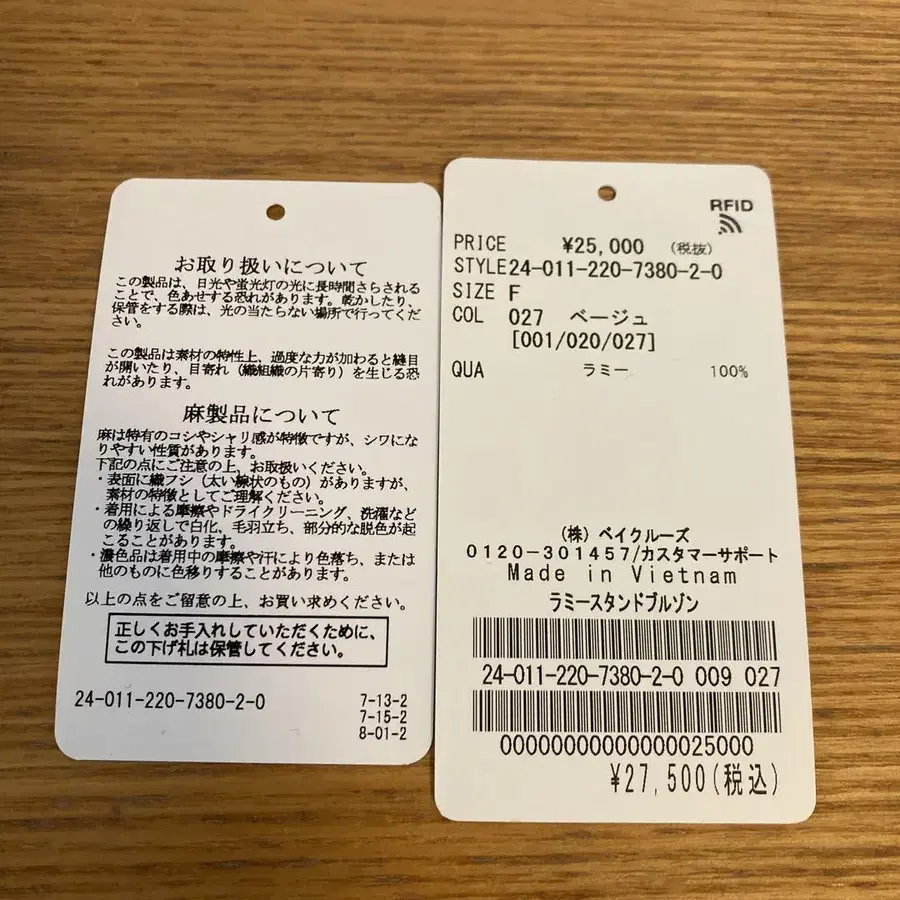 お取り扱いについて
この製品は、日光や蛍光灯の光に長時間さらされる
ことで、色あせする恐れがあります。乾かしたり、
保管をする際は、光の当たらない場所で行ってくだ
さい。
この製品は素材の特性上、過度な力が加わると縫目
が開いたり、目寄れ（織組織の片寄り）を生じる恐
れがあります。
麻製品について
麻は特有のコシやシャリ感が特徴ですが、シワにな
りやすい性質があります。
下記の点にご注意の上、お取扱いください。
・表面に織フシ（太い線状のもの）がありますが、
素材の特徴としてご理解ください。
・着用による摩擦やドライクリーニング、洗濯など
の繰り返しで白化、毛羽立ち、部分的な脱色が起
こることがあります。
・濃色品は着用中の摩擦や汗により色落ち、または
他のものに色移りすることがあります。
以上の点をご留意の上、お買い求めください。
正しくお手入れしていただくために、
この下げ札は保管してください。
24-011-220-7380-2-0
7-13-2
7-15-2
8-01-2
RFID
PRICE ¥25,000 (税抜)
STYLE24-011-220-7380-2-0
SIZE F
COL 027 ベージュ
[001/020/027]
QUA ラミー 100%
(株) ベイクルーズ
0120-301457/カスタマーサポート
Made in Vietnam
ラミースタンドブルゾン
24-011-220-7380-2-0 009 027
00000000000000025000
¥27,500(税込)